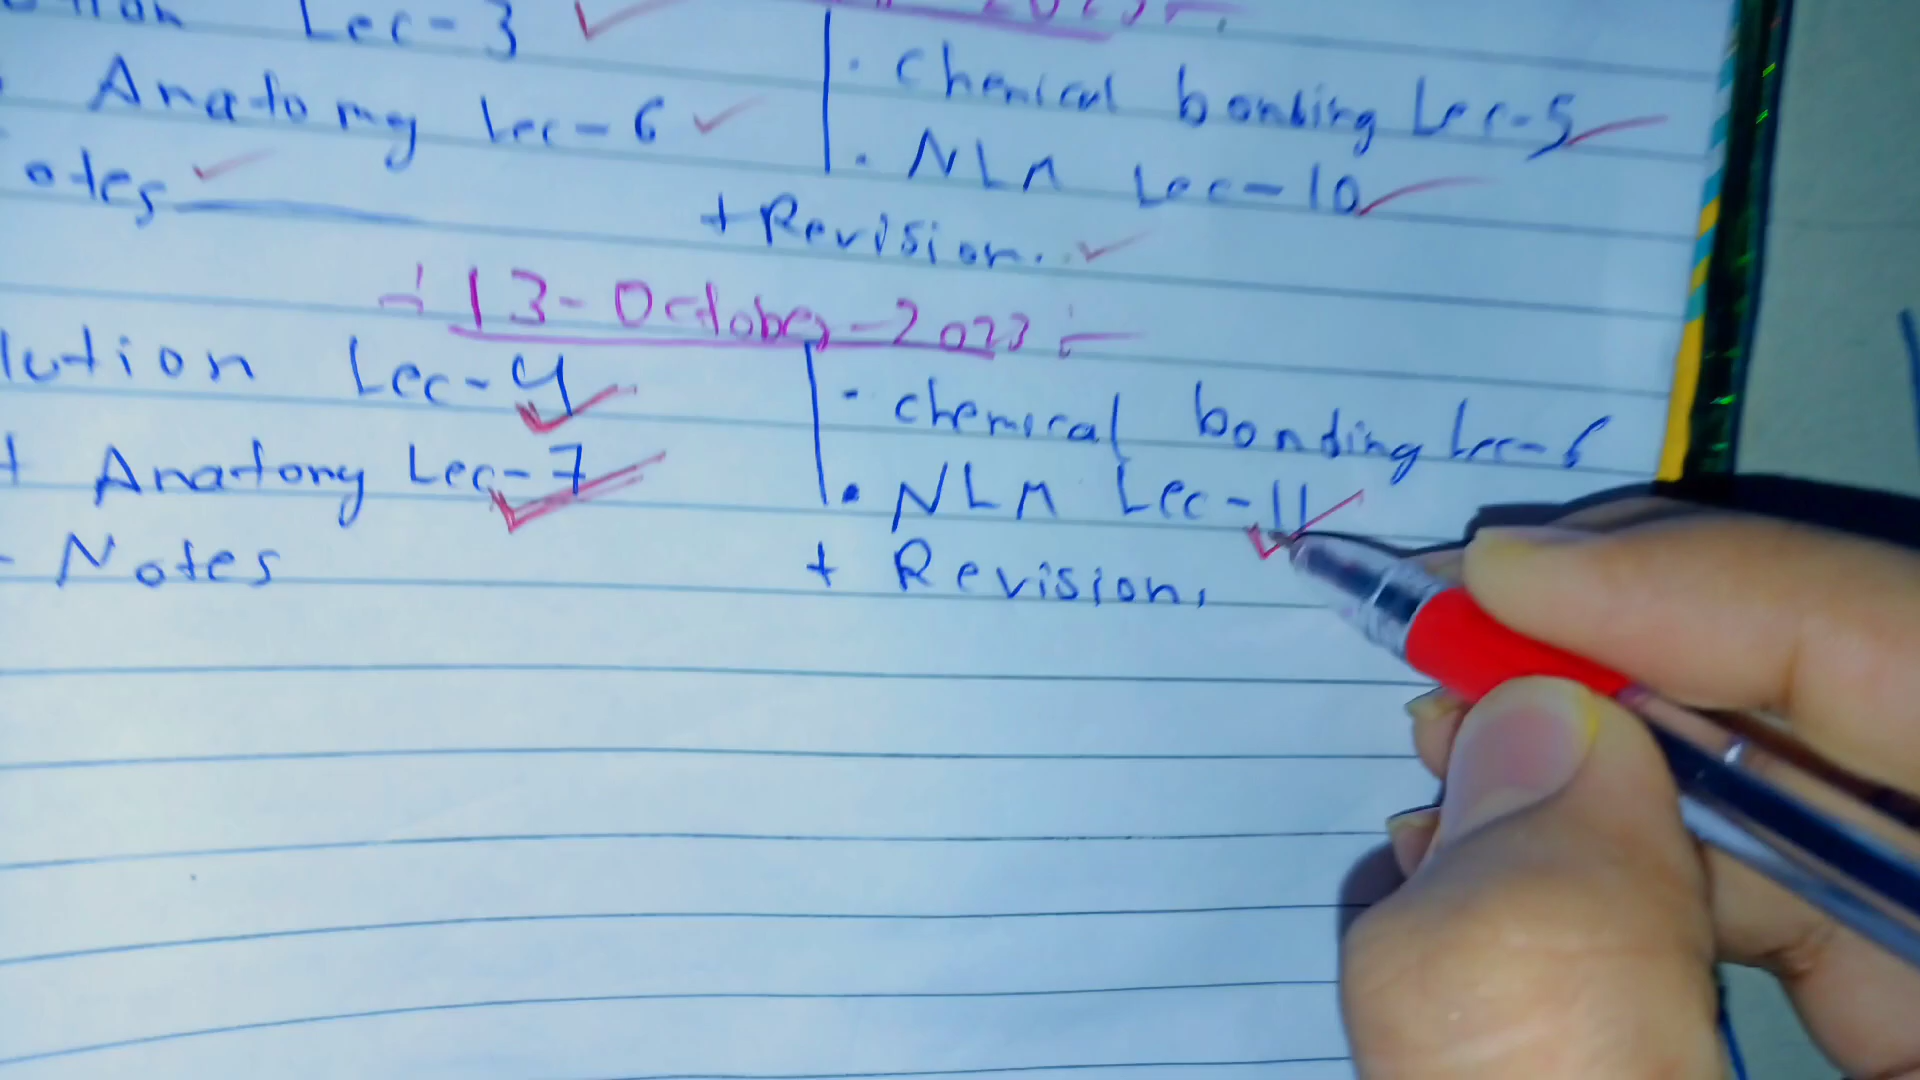 Lec-3
Anatomy Lec-6
otes
. Chemical bonding Lec-5
. NLM Lec-10
+ Revision.
÷ 13-October-2023 ÷
lution Lec-4
t Anatomy Lec-7
- Notes
- chemical bonding Lec-6
. NLM Lec-11
+ Revision.